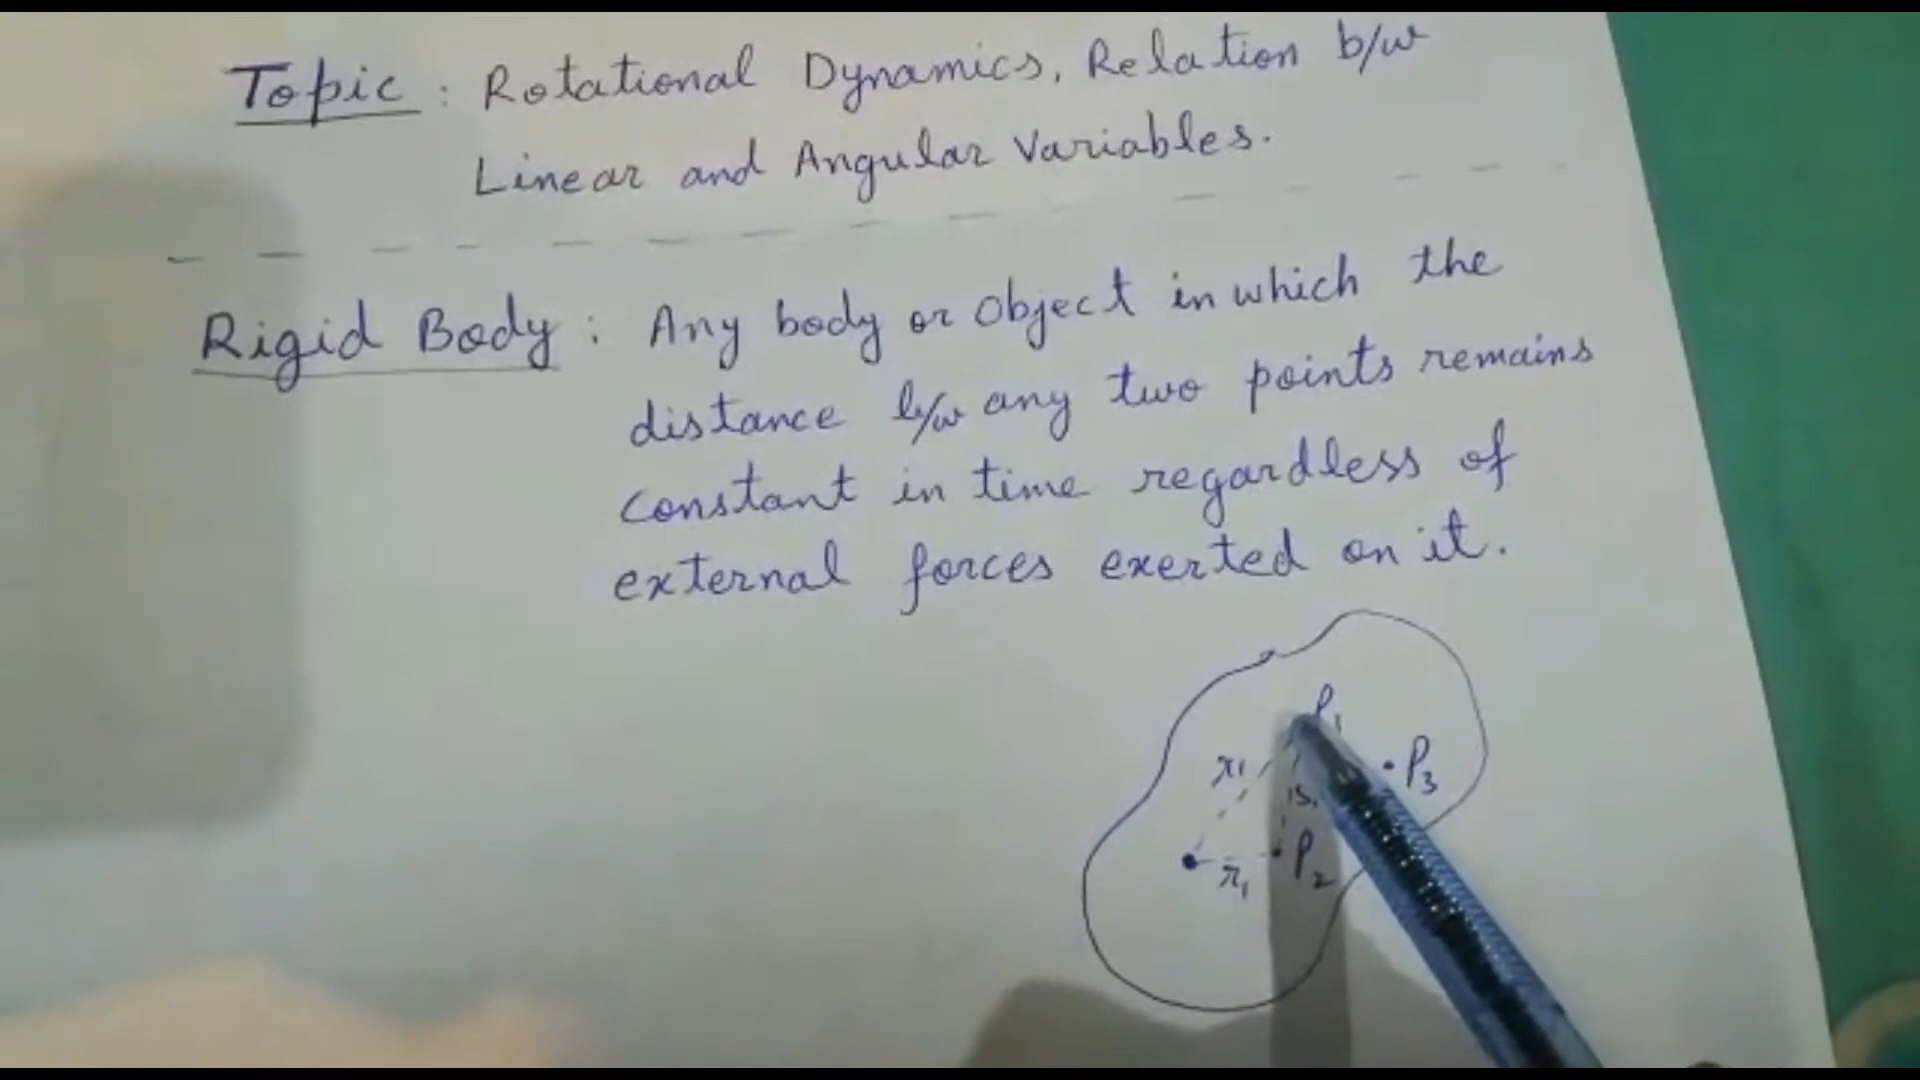 Topic : Rotational Dynamics, Relation b/w
Linear and Angular Variables.
Rigid Body : Any body or object in which the
distance b/w any two points remains
constant in time regardless of
external forces exerted on it.
P1
r1
P3
P2
r1